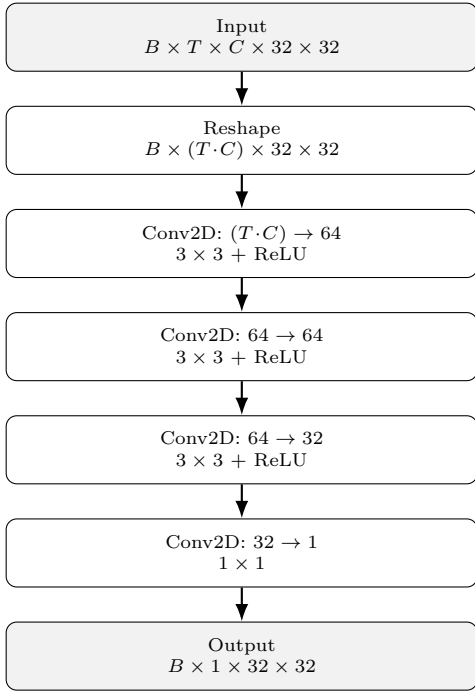 Input
B × T × C × 32 × 32
Reshape
B × (T·C) × 32 × 32
Conv2D: (T·C) → 64
3 × 3 + ReLU
Conv2D: 64 → 64
3 × 3 + ReLU
Conv2D: 64 → 32
3 × 3 + ReLU
Conv2D: 32 → 1
1 × 1
Output
B × 1 × 32 × 32